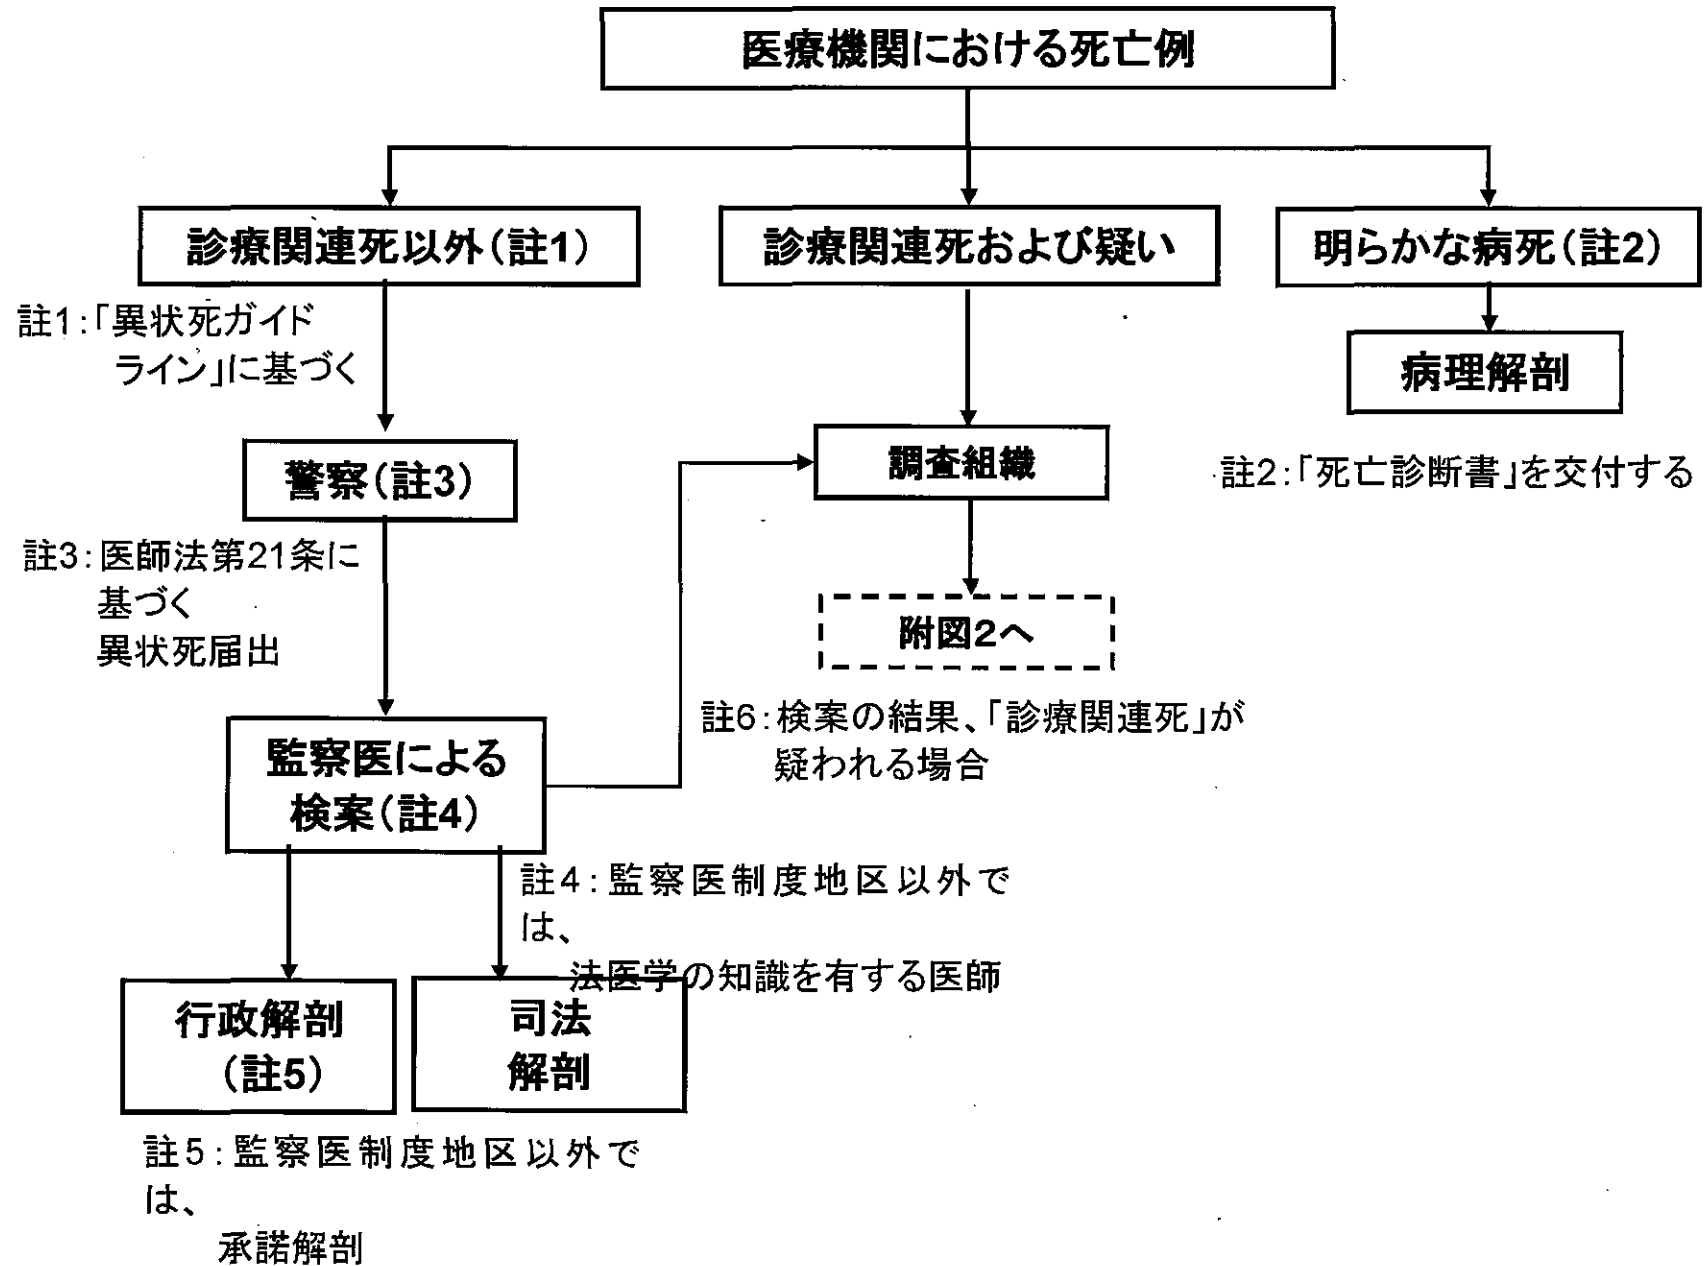 医療機関における死亡例
診療関連死以外(註1)
診療関連死および疑い
明らかな病死(註2)
註1:「異状死ガイド
ライン」に基づく
病理解剖
警察(註3)
調査組織
註2:「死亡診断書」を交付する
註3:医師法第21条に
基づく
異状死届出
附図2へ
監察医による
検案(註4)
註6:検案の結果、「診療関連死」が
疑われる場合
註4:監察医制度地区以外で
は、
法医学の知識を有する医師
行政解剖
(註5)
司法
解剖
註5:監察医制度地区以外で
は、
承諾解剖